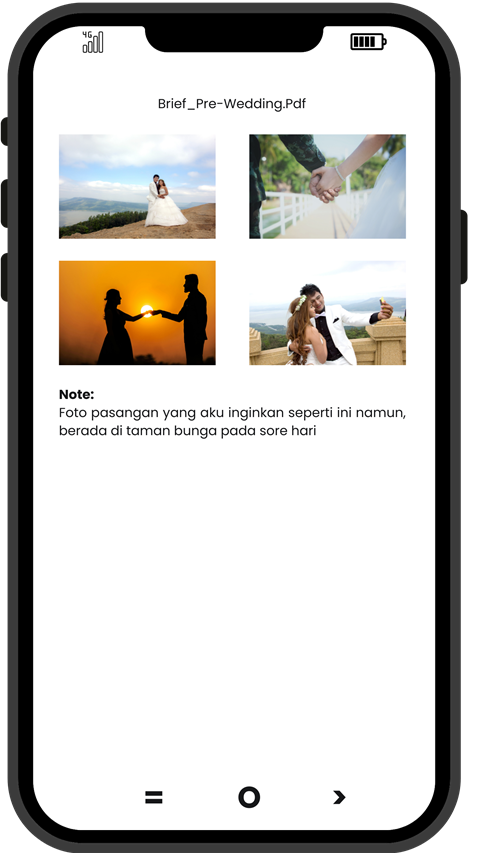 4G
Brief_Pre-Wedding.Pdf
Note:
Foto pasangan yang aku inginkan seperti ini namun,
berada di taman bunga pada sore hari